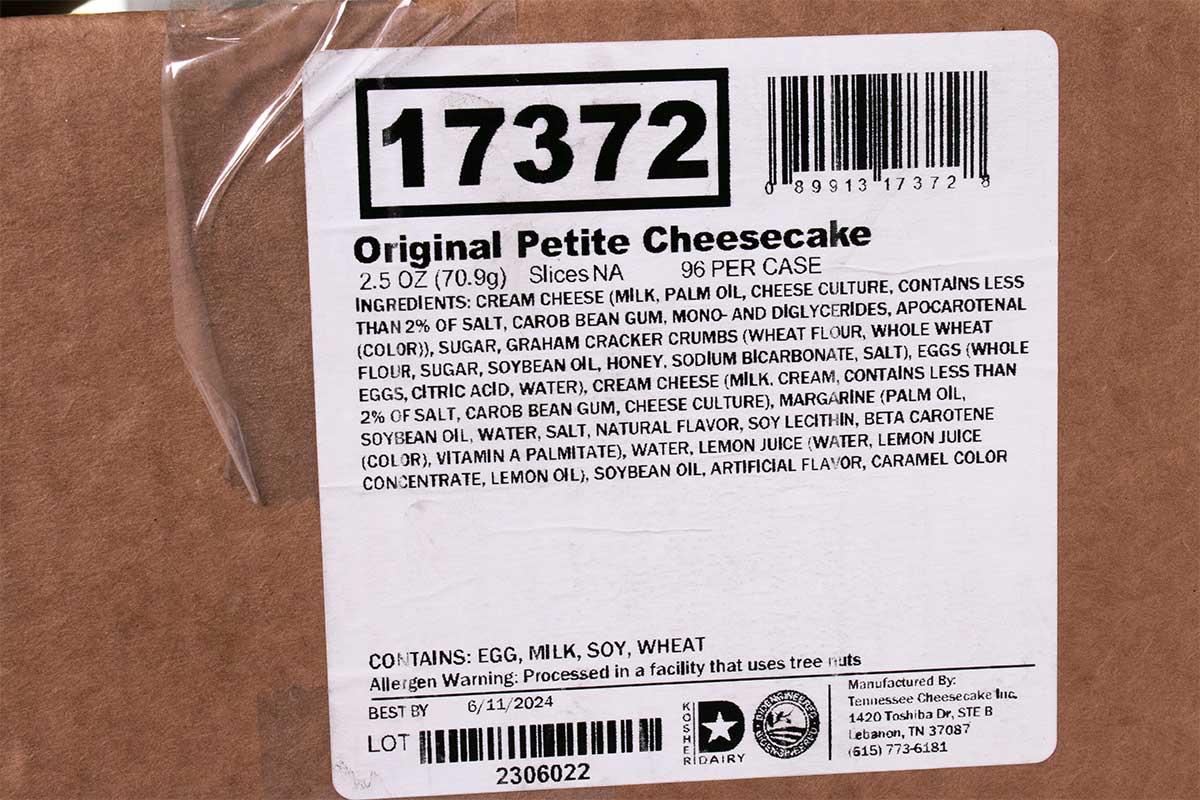 17372
0 89913 17372 8
Original Petite Cheesecake
2.5 OZ (70.9g) Slices NA 96 PER CASE
INGREDIENTS: CREAM CHEESE (MILK, PALM OIL, CHEESE CULTURE, CONTAINS LESS
THAN 2% OF SALT, CAROB BEAN GUM, MONO- AND DIGLYCERIDES, APOCAROTENAL
(COLOR)), SUGAR, GRAHAM CRACKER CRUMBS (WHEAT FLOUR, WHOLE WHEAT
FLOUR, SUGAR, SOYBEAN OIL, HONEY, SODIUM BICARBONATE, SALT), EGGS (WHOLE
EGGS, CITRIC ACID, WATER), CREAM CHEESE (MILK, CREAM, CONTAINS LESS THAN
2% OF SALT, CAROB BEAN GUM, CHEESE CULTURE), MARGARINE (PALM OIL,
SOYBEAN OIL, WATER, SALT, NATURAL FLAVOR, SOY LECITHIN, BETA CAROTENE
(COLOR), VITAMIN A PALMITATE), WATER, LEMON JUICE (WATER, LEMON JUICE
CONCENTRATE, LEMON OIL), SOYBEAN OIL, ARTIFICIAL FLAVOR, CARAMEL COLOR
CONTAINS: EGG, MILK, SOY, WHEAT
Allergen Warning: Processed in a facility that uses tree nuts
BEST BY 6/11/2024
LOT
2306022
KOSHER
DAIRY
D
BIOENGINEERED
Manufactured By:
Tennessee Cheesecake Inc.
1420 Toshiba Dr, STE B
Lebanon, TN 37087
(615) 773-6181